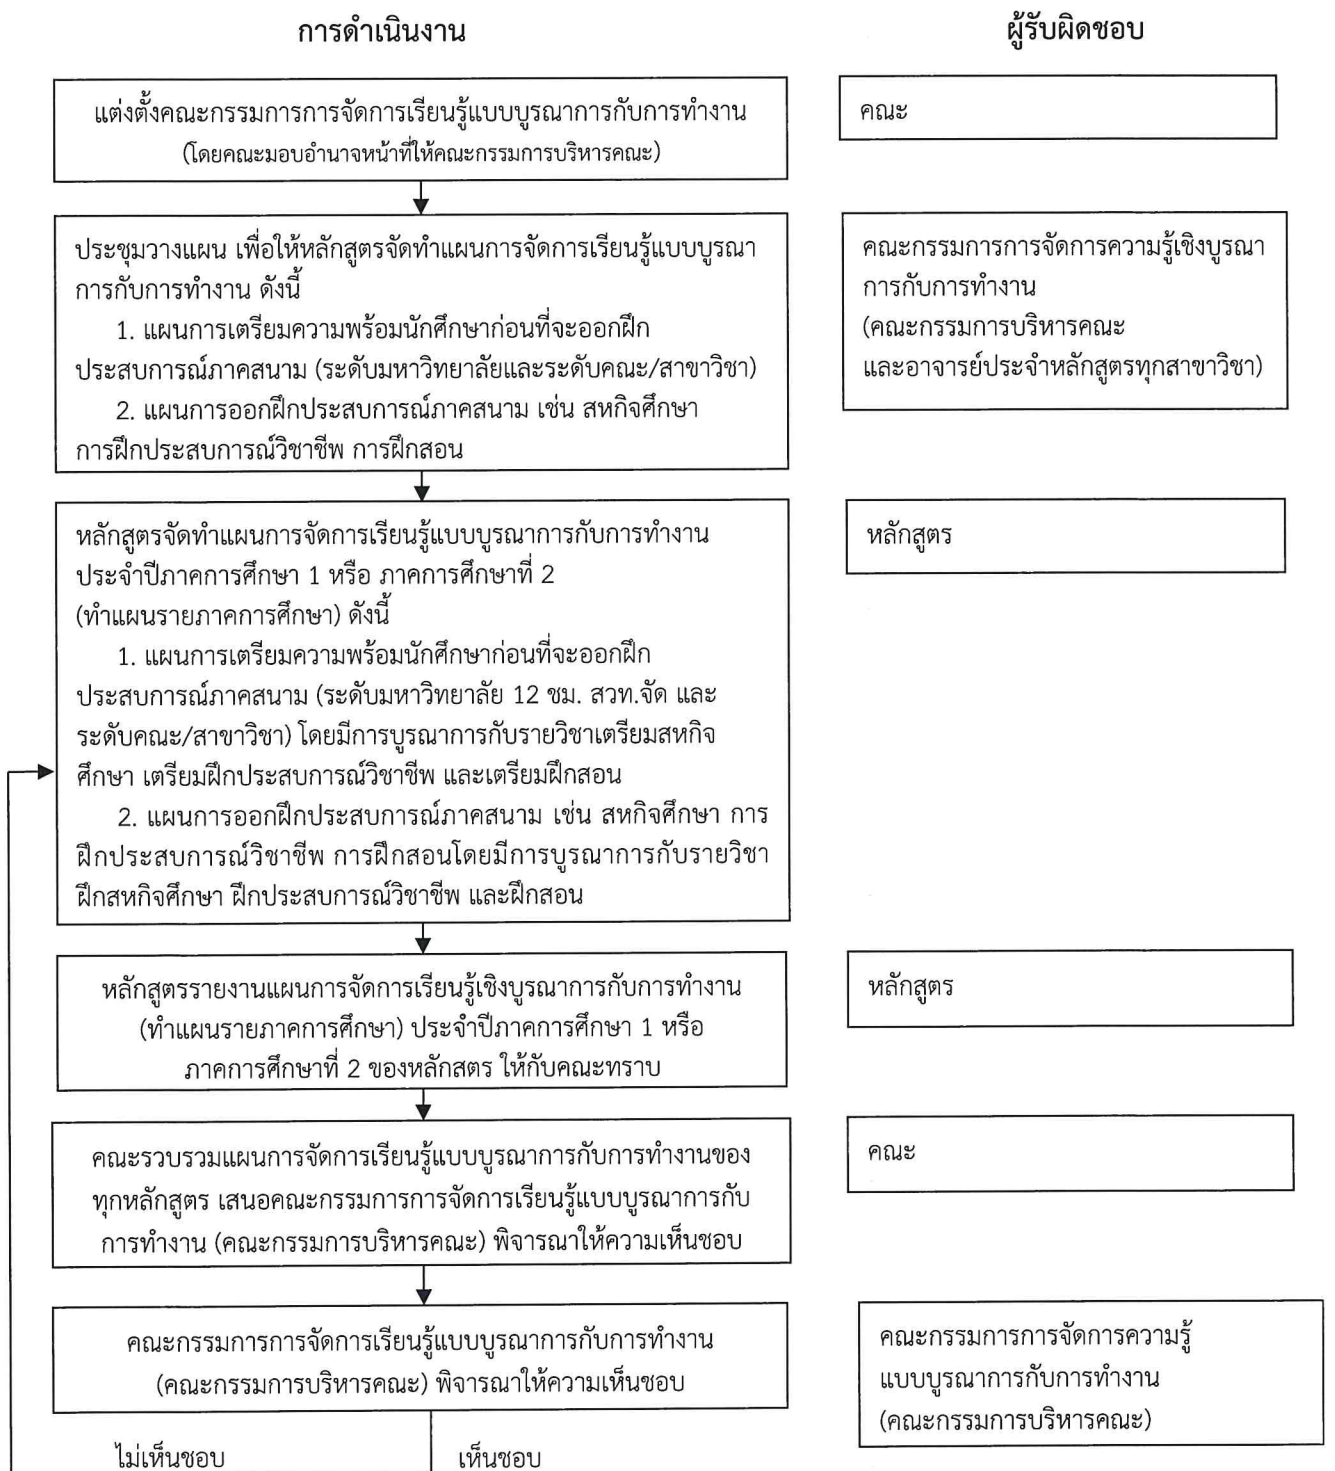 การดำเนินงาน
ผู้รับผิดชอบ
แต่งตั้งคณะกรรมการการจัดการเรียนรู้แบบบูรณาการกับการทำงาน
(โดยคณะมอบอำนาจหน้าที่ให้คณะกรรมการบริหารคณะ)
คณะ
ประชุมวางแผน เพื่อให้หลักสูตรจัดทำแผนการจัดการเรียนรู้แบบบูรณา
การกับการทำงาน ดังนี้
1. แผนการเตรียมความพร้อมนักศึกษาก่อนที่จะออกฝึก
ประสบการณ์ภาคสนาม (ระดับมหาวิทยาลัยและระดับคณะ/สาขาวิชา)
2. แผนการออกฝึกประสบการณ์ภาคสนาม เช่น สหกิจศึกษา
การฝึกประสบการณ์วิชาชีพ การฝึกสอน
คณะกรรมการการจัดการความรู้เชิงบูรณา
การกับการทำงาน
(คณะกรรมการบริหารคณะ
และอาจารย์ประจำหลักสูตรทุกสาขาวิชา)
หลักสูตรจัดทำแผนการจัดการเรียนรู้แบบบูรณาการกับการทำงาน
ประจำปีภาคการศึกษา 1 หรือ ภาคการศึกษาที่ 2
(ทำแผนรายภาคการศึกษา) ดังนี้
1. แผนการเตรียมความพร้อมนักศึกษาก่อนที่จะออกฝึก
ประสบการณ์ภาคสนาม (ระดับมหาวิทยาลัย 12 ชม. สวท.จัด และ
ระดับคณะ/สาขาวิชา) โดยมีการบูรณาการกับรายวิชาเตรียมสหกิจ
ศึกษา เตรียมฝึกประสบการณ์วิชาชีพ และเตรียมฝึกสอน
2. แผนการออกฝึกประสบการณ์ภาคสนาม เช่น สหกิจศึกษา การ
ฝึกประสบการณ์วิชาชีพ การฝึกสอนโดยมีการบูรณาการกับรายวิชา
ฝึกสหกิจศึกษา ฝึกประสบการณ์วิชาชีพ และฝึกสอน
หลักสูตร
หลักสูตรรายงานแผนการจัดการเรียนรู้เชิงบูรณาการกับการทำงาน
(ทำแผนรายภาคการศึกษา) ประจำปีภาคการศึกษา 1 หรือ
ภาคการศึกษาที่ 2 ของหลักสตร ให้กับคณะทราบ
หลักสูตร
คณะรวบรวมแผนการจัดการเรียนรู้แบบบูรณาการกับการทำงานของ
ทุกหลักสูตร เสนอคณะกรรมการการจัดการเรียนรู้แบบบูรณาการกับ
การทำงาน (คณะกรรมการบริหารคณะ) พิจารณาให้ความเห็นชอบ
คณะ
คณะกรรมการการจัดการเรียนรู้แบบบูรณาการกับการทำงาน
(คณะกรรมการบริหารคณะ) พิจารณาให้ความเห็นชอบ
คณะกรรมการการจัดการความรู้
แบบบูรณาการกับการทำงาน
(คณะกรรมการบริหารคณะ)
ไม่เห็นชอบ
เห็นชอบ